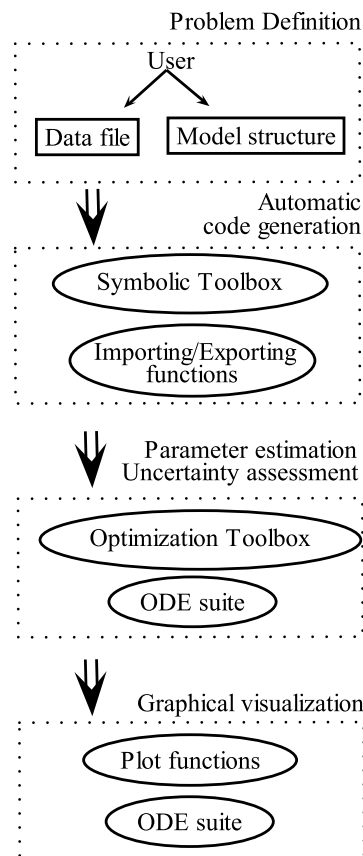 Problem Definition
User
Data file
Model structure
Automatic
code generation
Symbolic Toolbox
Importing/Exporting
functions
Parameter estimation
Uncertainty assessment
Optimization Toolbox
ODE suite
Graphical visualization
Plot functions
ODE suite